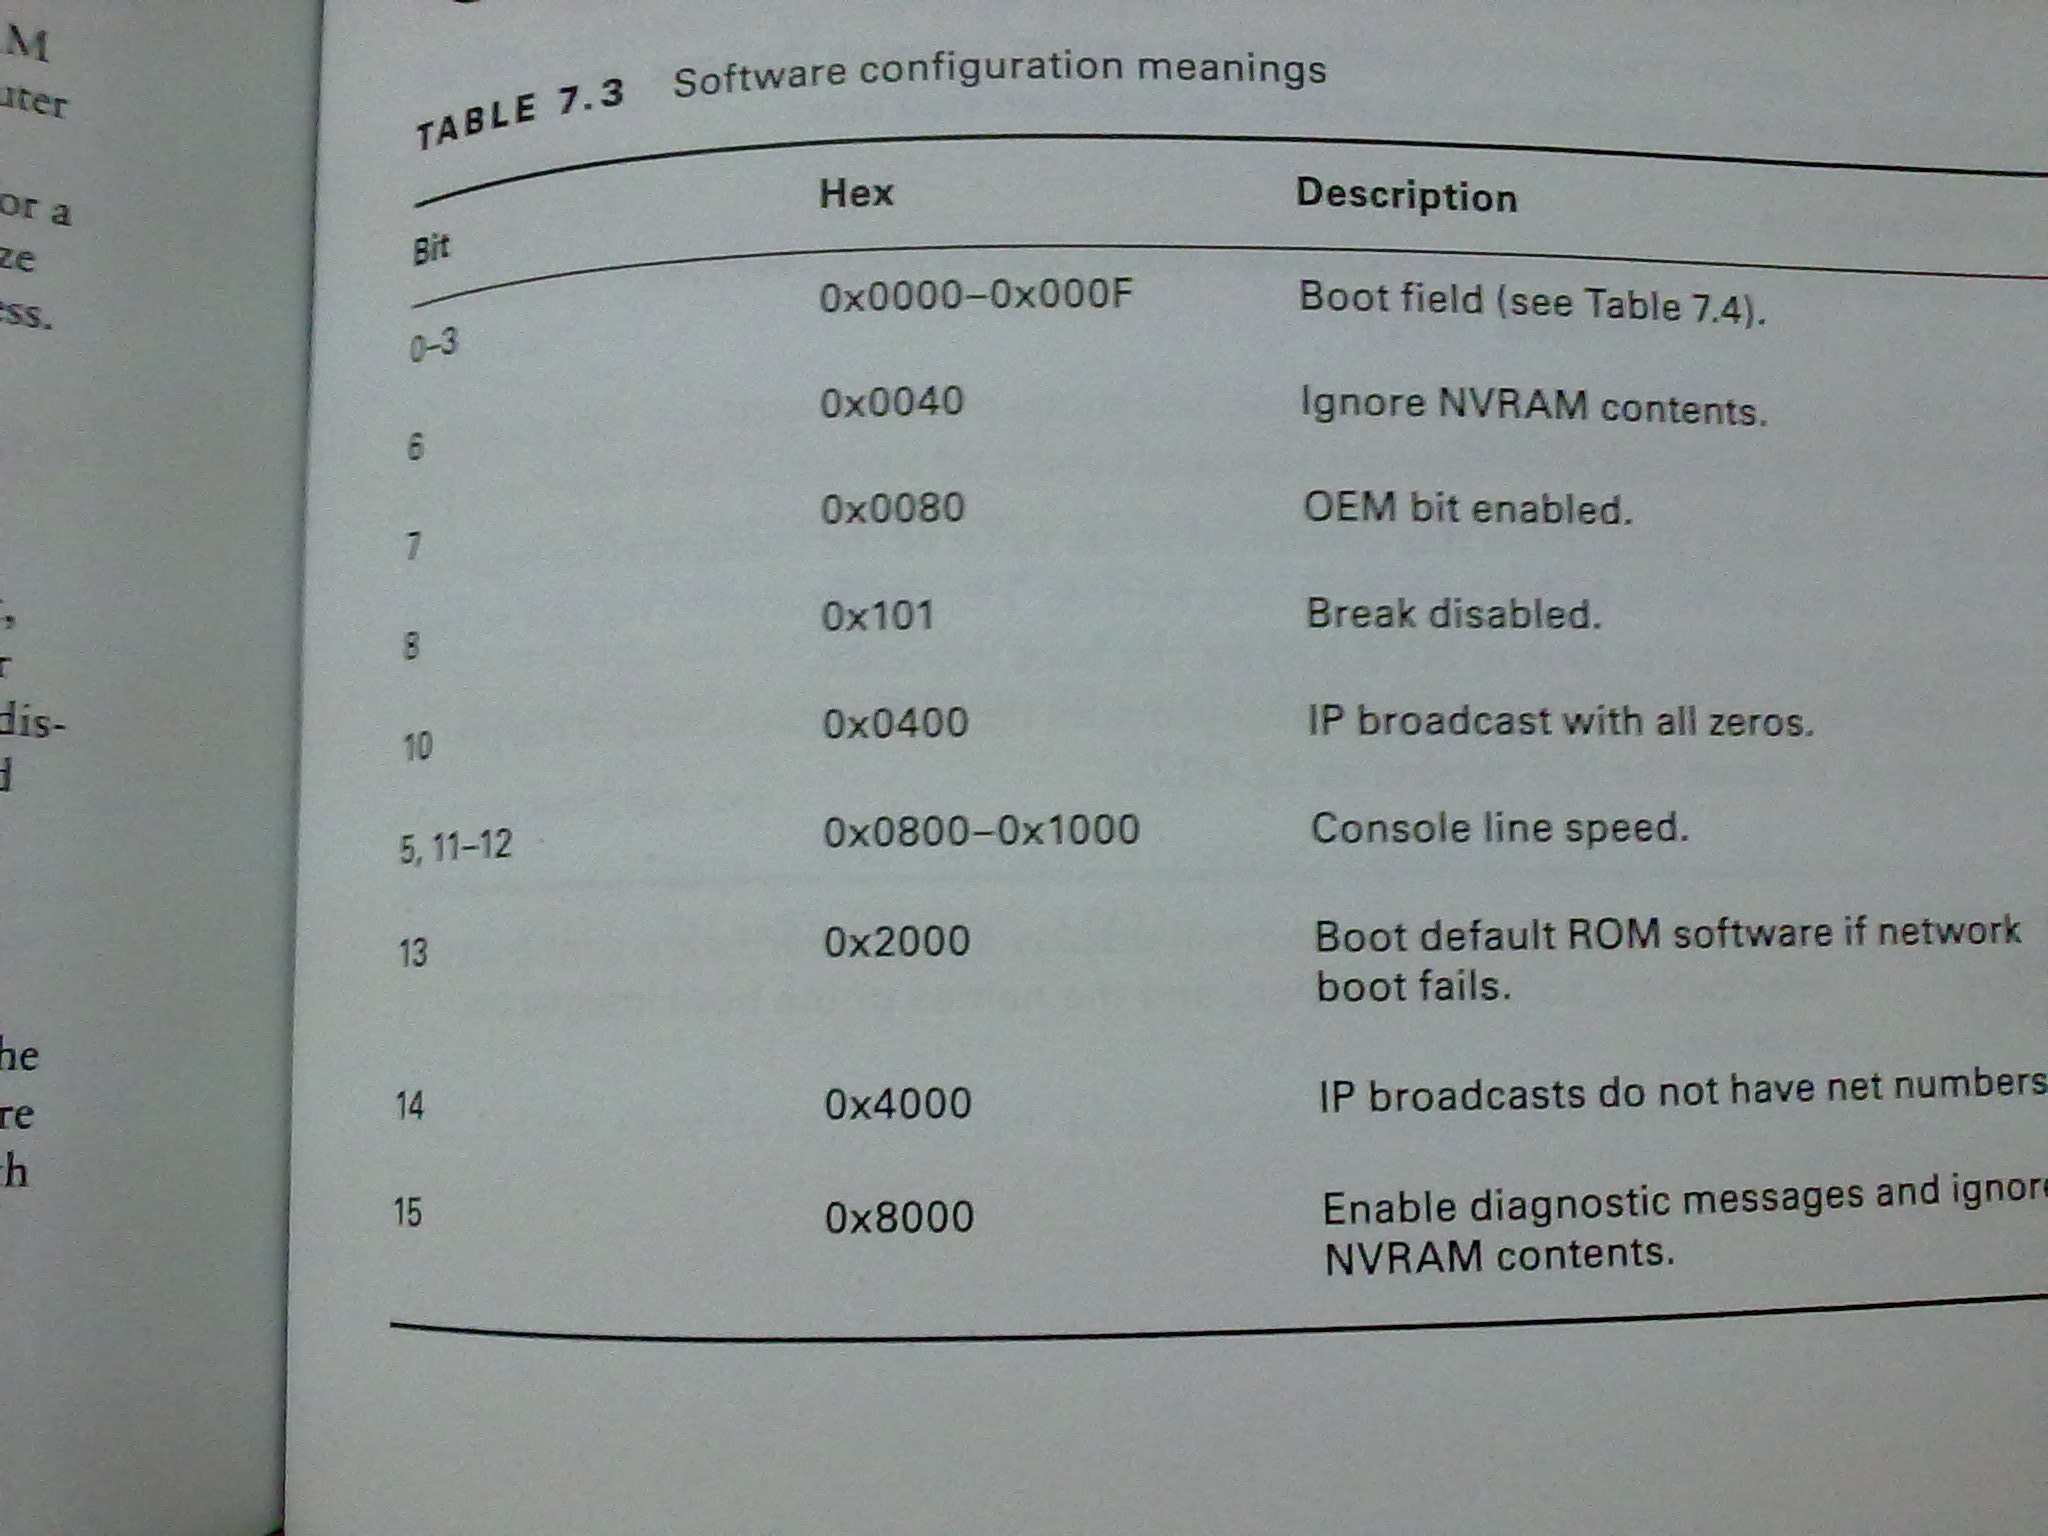 M
uter
or a
ze
ess.
dis-
he
re
h
TABLE 7.3 Software configuration meanings
Bit Hex Description
0–3 0x0000–0x000F Boot field (see Table 7.4).
6 0x0040 Ignore NVRAM contents.
7 0x0080 OEM bit enabled.
8 0x101 Break disabled.
10 0x0400 IP broadcast with all zeros.
5, 11–12 0x0800–0x1000 Console line speed.
13 0x2000 Boot default ROM software if network
boot fails.
14 0x4000 IP broadcasts do not have net numbers
15 0x8000 Enable diagnostic messages and ignore
NVRAM contents.